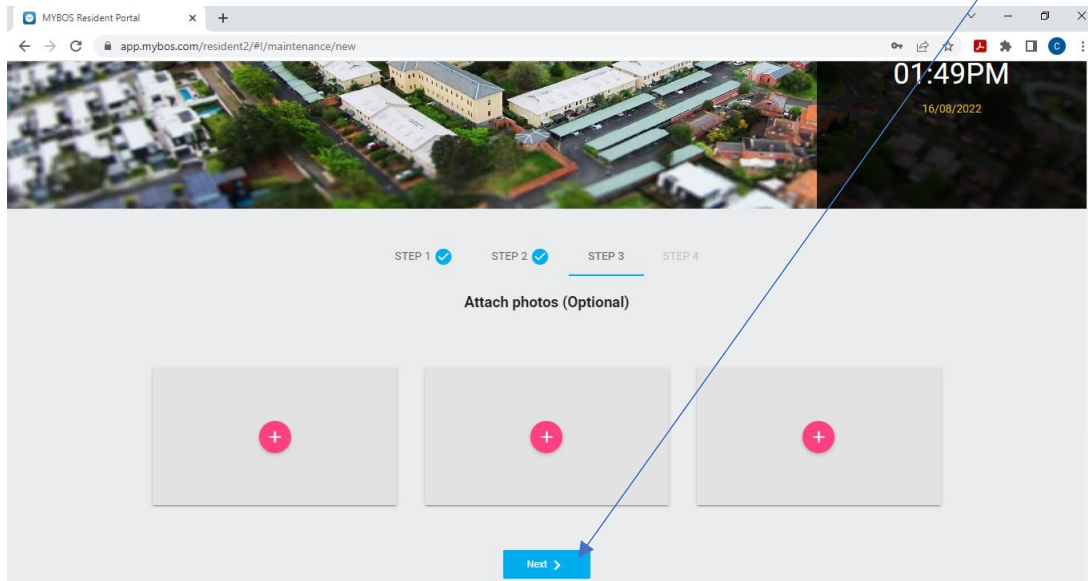 MYBOS Resident Portal
app.mybos.com/resident2/#!/maintenance/new
C
01:49PM
16/08/2022
STEP 1 STEP 2 STEP 3 STEP 4
Attach photos (Optional)
Next